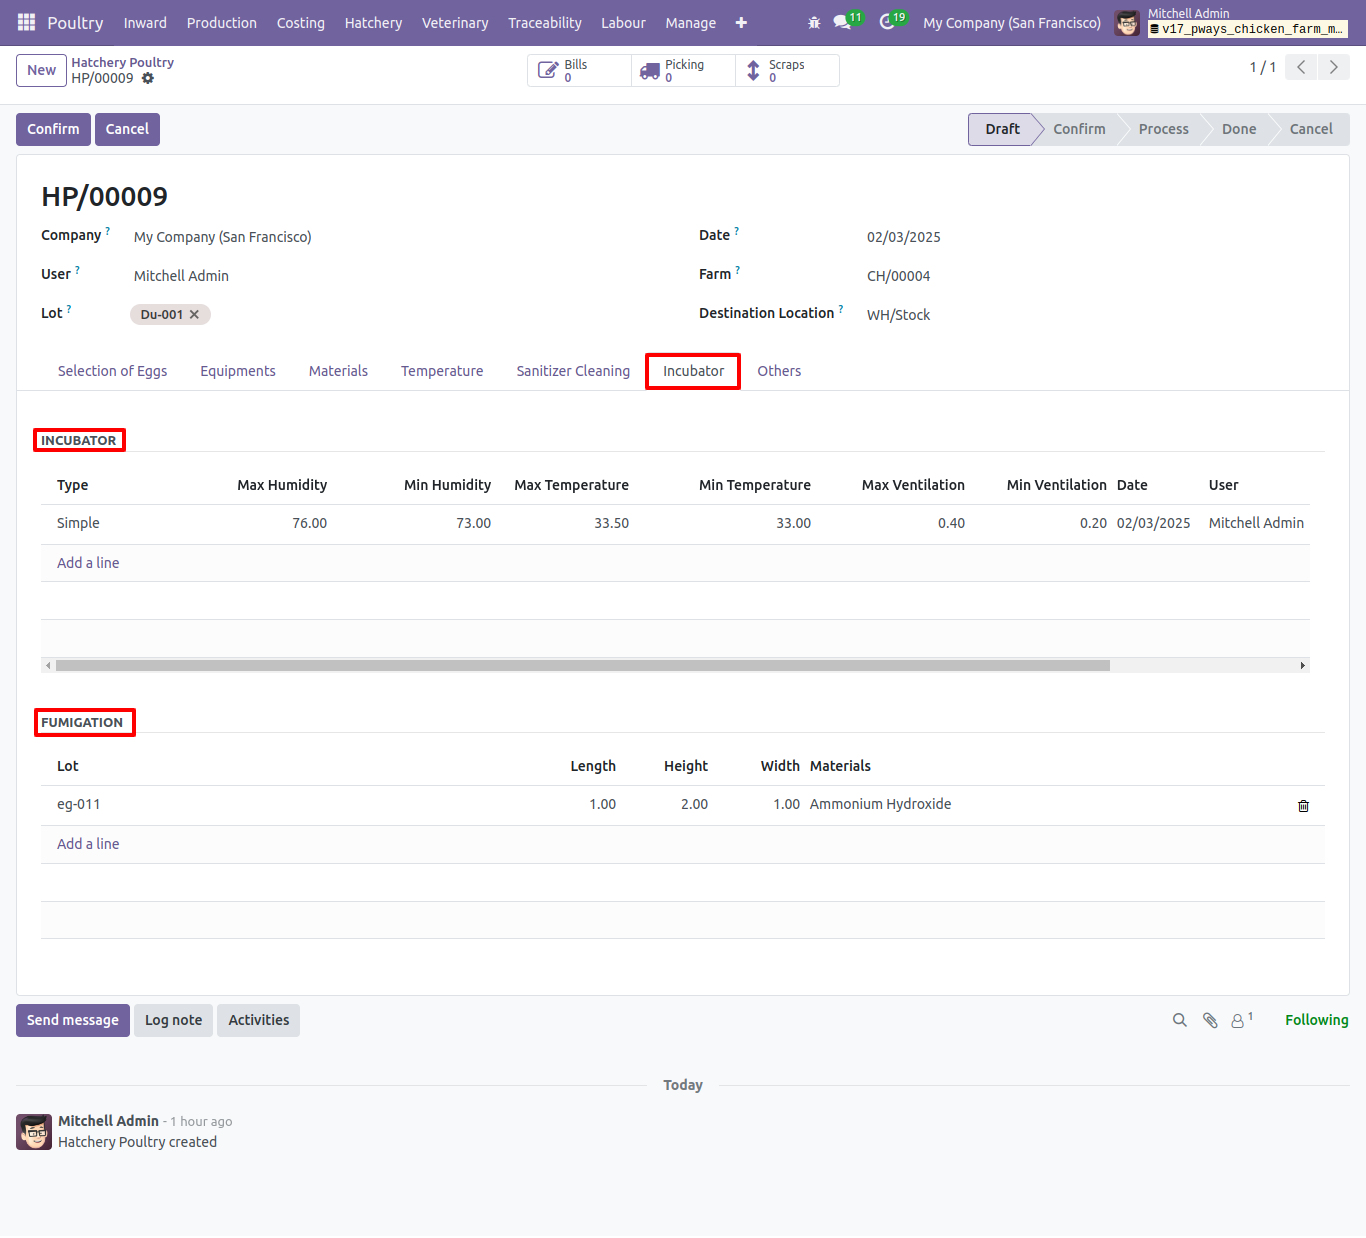 Poultry Inward Production Costing Hatchery Veterinary Traceability Labour Manage 11 19 My Company (San Francisco) Mitchell Admin
v17_pways_chicken_farm_m...
New Hatchery Poultry Bills Picking Scraps 1 / 1
HP/00009 0 0 0
Confirm Cancel Draft Confirm Process Done Cancel
HP/00009
Company ? My Company (San Francisco) Date ? 02/03/2025
User ? Mitchell Admin Farm ? CH/00004
Lot ? Du-001 Destination Location ? WH/Stock
Selection of Eggs Equipments Materials Temperature Sanitizer Cleaning Incubator Others
INCUBATOR
Type Max Humidity Min Humidity Max Temperature Min Temperature Max Ventilation Min Ventilation Date User
Simple 76.00 73.00 33.50 33.00 0.40 0.20 02/03/2025 Mitchell Admin
Add a line
FUMIGATION
Lot Length Height Width Materials
eg-011 1.00 2.00 1.00 Ammonium Hydroxide
Add a line
Send message Log note Activities 1 Following
Today
Mitchell Admin - 1 hour ago
Hatchery Poultry created